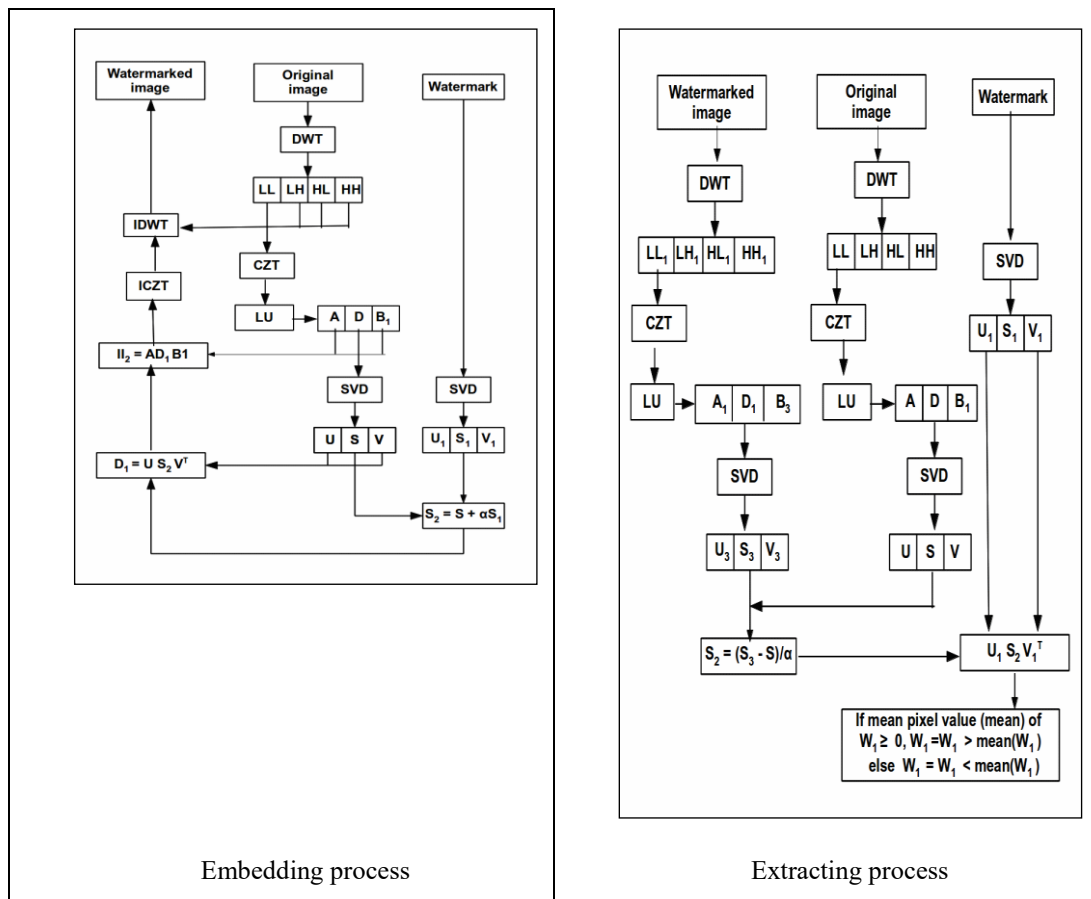 Watermarked
image
Original
image
Watermark
DWT
LL LH HL HH
IDWT
CZT
ICZT
LU
A D B₁
II₂ = AD₁ B1
SVD
SVD
U S V
U₁ S₁ V₁
D₁ = U S₂ Vᵀ
S₂ = S + αS₁
Embedding process
Watermarked
image
Original
image
Watermark
DWT
DWT
LL₁ LH₁ HL₁ HH₁
LL LH HL HH
SVD
CZT
CZT
U₁ S₁ V₁
LU
A₁ D₁ B₃
LU
A D B₁
SVD
SVD
U₃ S₃ V₃
U S V
S₂ = (S₃ - S)/α
U₁ S₂ V₁ᵀ
If mean pixel value (mean) of
W₁ ≥ 0, W₁ =W₁ > mean(W₁ )
else W₁ = W₁ < mean(W₁ )
Extracting process